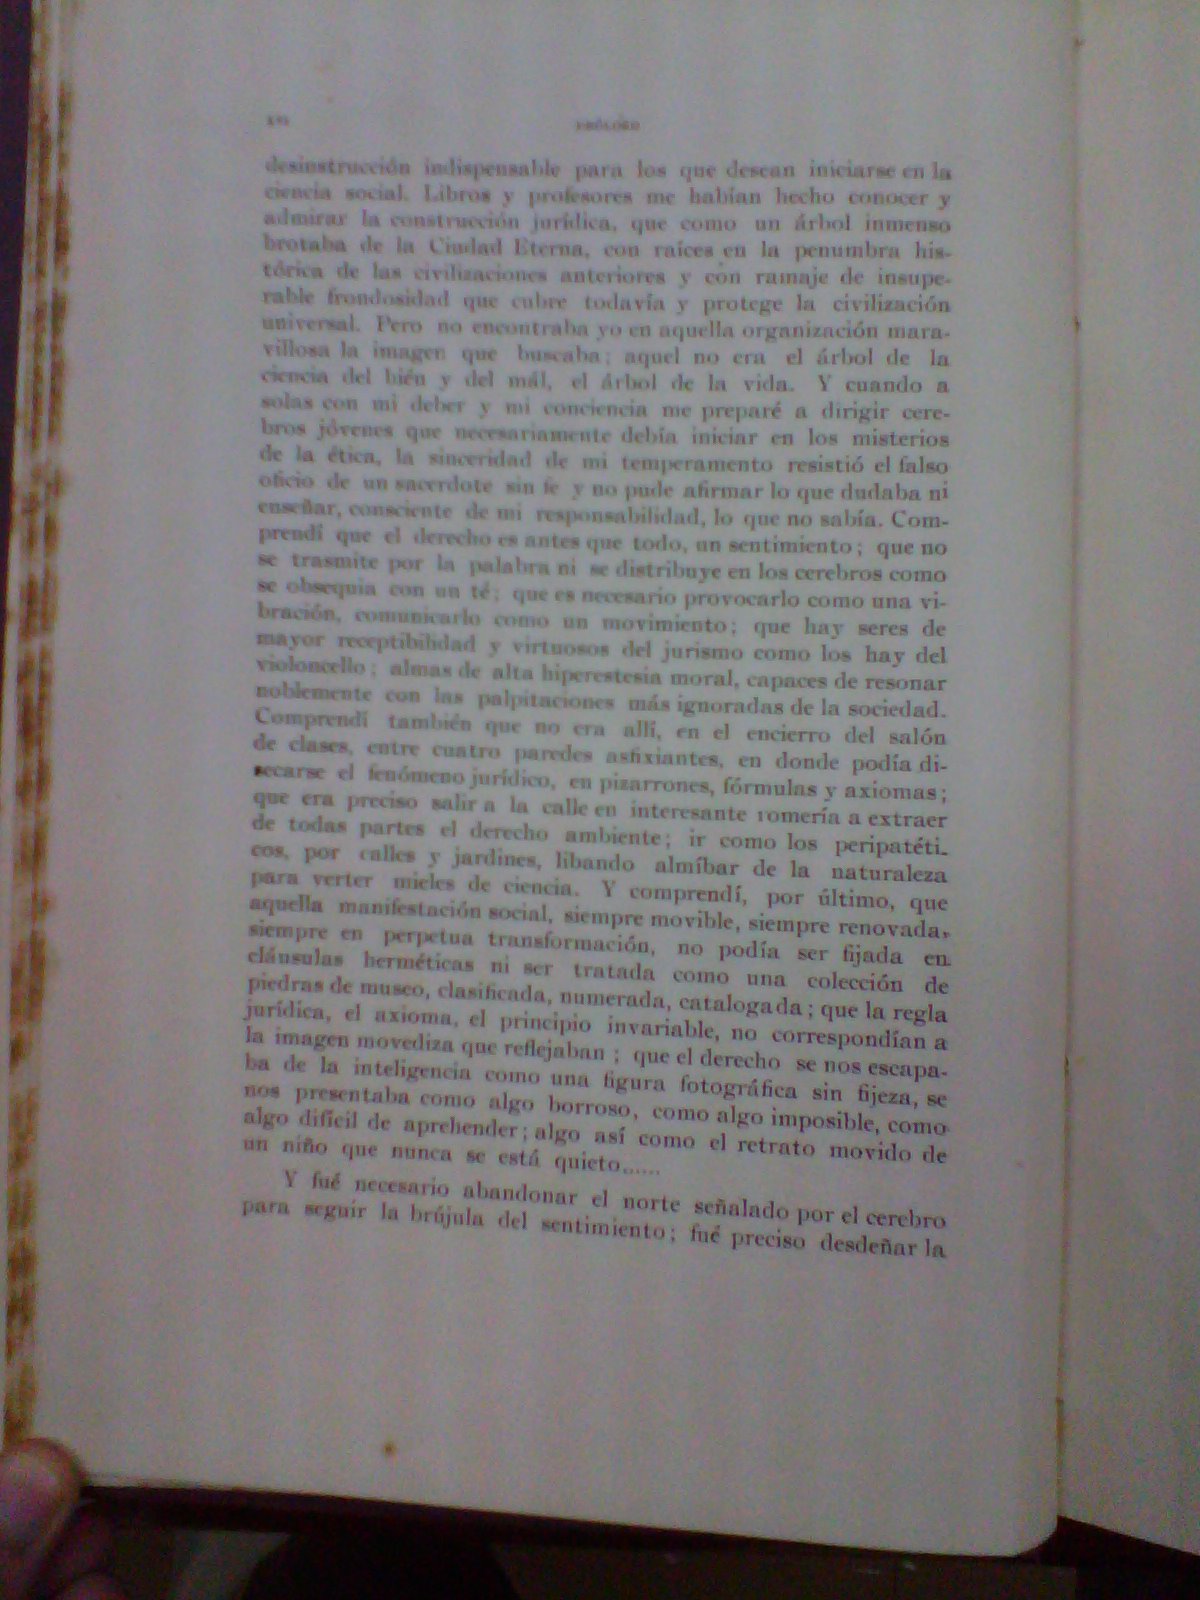 PRÓLOGO
desinstrucción indispensable para los que desean iniciarse en la
ciencia social. Libros y profesores me habían hecho conocer y
admirar la construcción jurídica, que como un árbol inmenso
brotaba de la Ciudad Eterna, con raíces en la penumbra his-
tórica de las civilizaciones anteriores y con ramaje de insupe-
rable frondosidad que cubre todavía y protege la civilización
universal. Pero no encontraba yo en aquella organización mara-
villosa la imagen que buscaba; aquel no era el árbol de la
ciencia del bién y del mál, el árbol de la vida. Y cuando a
solas con mi deber y mi conciencia me preparé a dirigir cere-
bros jóvenes que necesariamente debía iniciar en los misterios
de la ética, la sinceridad de mi temperamento resistió el falso
oficio de un sacerdote sin fe y no pude afirmar lo que dudaba ni
enseñar, consciente de mi responsabilidad, lo que no sabía. Com-
prendí que el derecho es antes que todo, un sentimiento; que no
se trasmite por la palabra ni se distribuye en los cerebros como
se obsequia con un té; que es necesario provocarlo como una vi-
bración, comunicarlo como un movimiento; que hay seres de
mayor receptibilidad y virtuosos del jurismo como los hay del
violoncello; almas de alta hiperestesia moral, capaces de resonar
noblemente con las palpitaciones más ignoradas de la sociedad.
Comprendí también que no era allí, en el encierro del salón
de clases, entre cuatro paredes asfixiantes, en donde podía di-
secarse el fenómeno jurídico, en pizarrones, fórmulas y axiomas;
que era preciso salir a la calle en interesante romería a extraer
de todas partes el derecho ambiente; ir como los peripatéti-
cos, por calles y jardines, libando almíbar de la naturaleza
para verter mieles de ciencia. Y comprendí, por último, que
aquella manifestación social, siempre movible, siempre renovada,
siempre en perpetua transformación, no podía ser fijada en
cláusulas herméticas ni ser tratada como una colección de
piedras de museo, clasificada, numerada, catalogada; que la regla
jurídica, el axioma, el principio invariable, no correspondían a
la imagen movediza que reflejaban; que el derecho se nos escapa-
ba de la inteligencia como una figura fotográfica sin fijeza, se
nos presentaba como algo borroso, como algo imposible, como
algo difícil de aprehender; algo así como el retrato movido de
un niño que nunca se está quieto......
Y fué necesario abandonar el norte señalado por el cerebro
para seguir la brújula del sentimiento; fué preciso desdeñar la